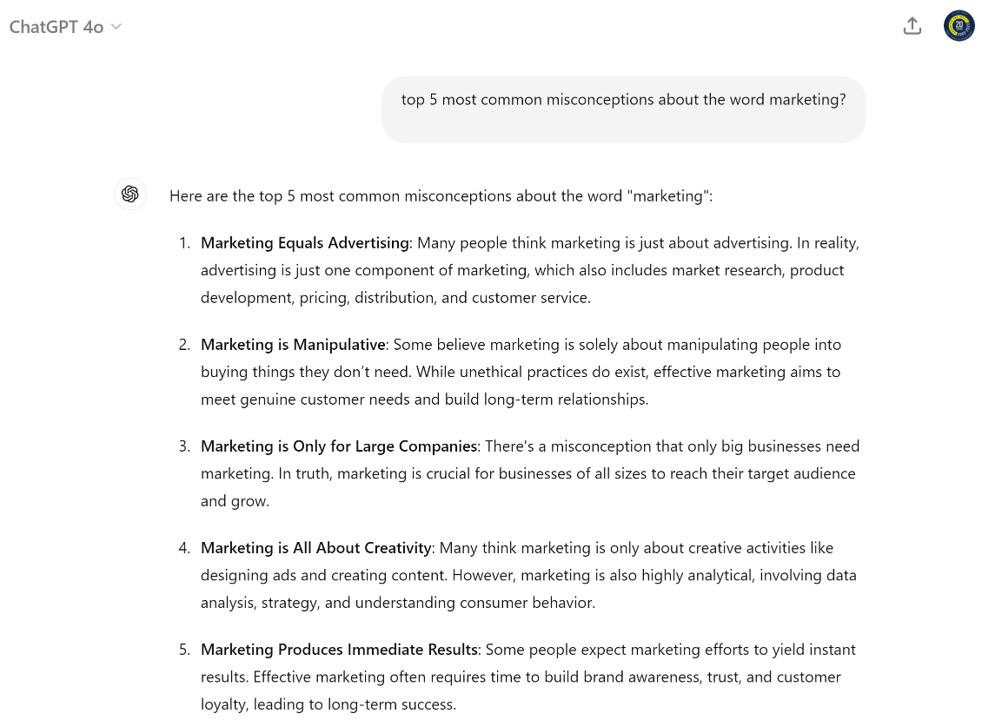 ChatGPT 4o
20
top 5 most common misconceptions about the word marketing?
Here are the top 5 most common misconceptions about the word "marketing":
1. Marketing Equals Advertising: Many people think marketing is just about advertising. In reality,
advertising is just one component of marketing, which also includes market research, product
development, pricing, distribution, and customer service.
2. Marketing is Manipulative: Some believe marketing is solely about manipulating people into
buying things they don't need. While unethical practices do exist, effective marketing aims to
meet genuine customer needs and build long-term relationships.
3. Marketing is Only for Large Companies: There's a misconception that only big businesses need
marketing. In truth, marketing is crucial for businesses of all sizes to reach their target audience
and grow.
4. Marketing is All About Creativity: Many think marketing is only about creative activities like
designing ads and creating content. However, marketing is also highly analytical, involving data
analysis, strategy, and understanding consumer behavior.
5. Marketing Produces Immediate Results: Some people expect marketing efforts to yield instant
results. Effective marketing often requires time to build brand awareness, trust, and customer
loyalty, leading to long-term success.